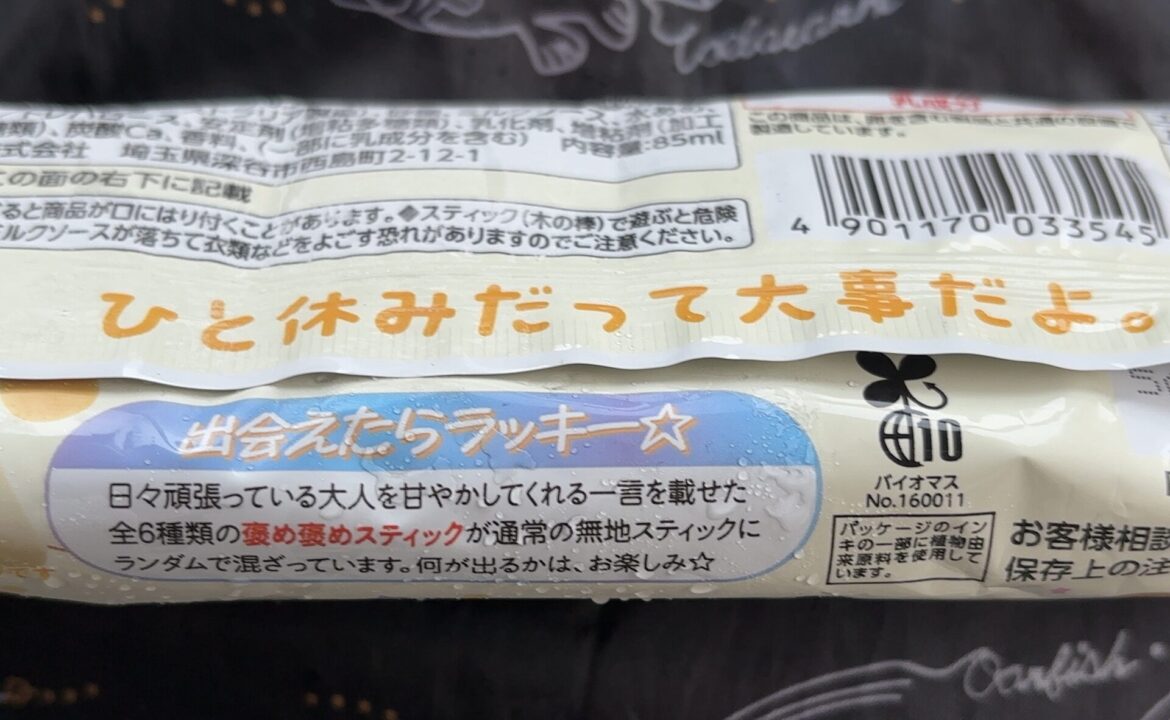 種類)、炭酸Ca、香料、(一部に乳成分を含む) 内容量:85ml
式会社 埼玉県深谷市西島町2-12-1
の面の右下に記載
ると商品が口にはり付くことがあります。◆スティック(木の棒)で遊ぶと危険
ルクソースが落ちて衣類などをよごす恐れがありますのでご注意ください。
乳成分
製造しています。
4 901170 033545
ひと休みだって大事だよ。
出会えたらラッキー☆
日々頑張っている大人を甘やかしてくれる一言を載せた
全6種類の褒め褒めスティックが通常の無地スティックに
ランダムで混ざっています。何が出るかは、お楽しみ☆
10
バイオマス
No.160011
パッケージのイン
キの一部に植物由
来原料を使用して
います。
お客様相談
保存上の注
です
Oarfish